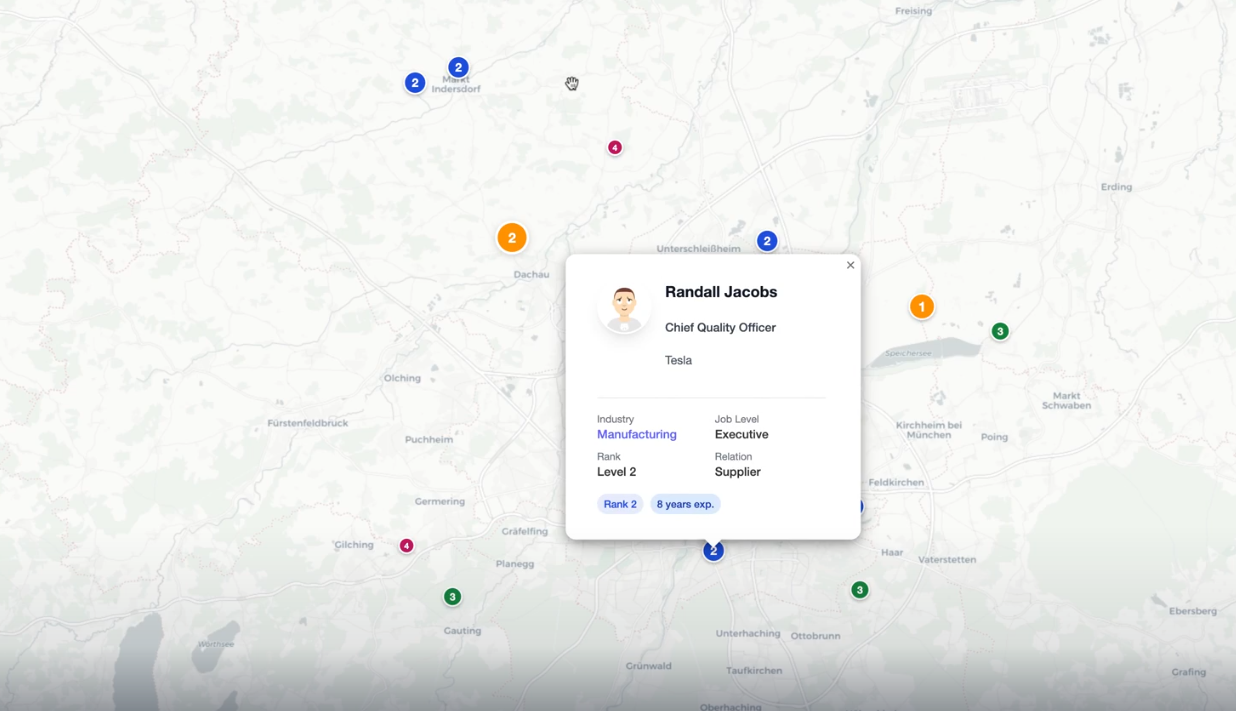 Freising
2
2
Markt
Indersdorf
4
Erding
2
2
Unterschleißheim
Dachau
×
Randall Jacobs
Chief Quality Officer
Tesla
1
3
Speichersee
Olching
Markt
Schwaben
Fürstenfeldbruck
Puchheim
Industry
Manufacturing
Job Level
Executive
Rank
Level 2
Relation
Supplier
Rank 2
8 years exp.
Kirchheim bei
München
Poing
Feldkirchen
Germering
Gräfelfing
Gilching
4
2
Haar
Vaterstetten
Planegg
3
3
Ebersberg
Gauting
Unterhaching
Ottobrunn
Wörthsee
Grünwald
Taufkirchen
Grafing
Oberhaching